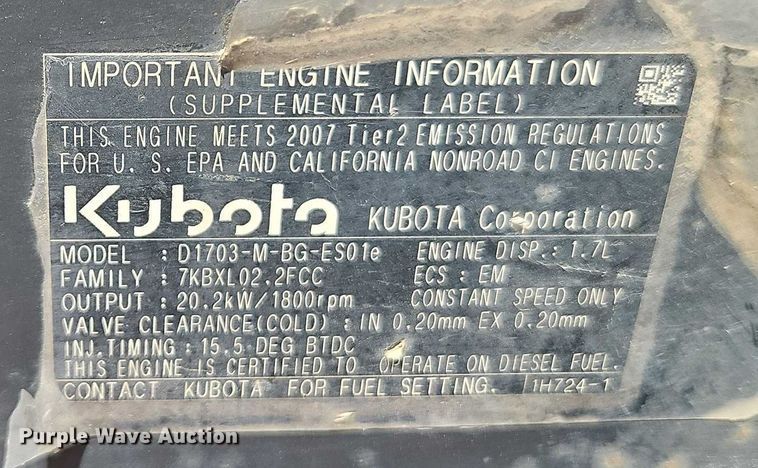 IMPORTANT ENGINE INFORMATION
(SUPPLEMENTAL LABEL)
THIS ENGINE MEETS 2007 Tier2 EMISSION REGULATIONS
FOR U. S. EPA AND CALIFORNIA NONROAD CI ENGINES.
Kubota KUBOTA Corporation
MODEL : D1703-M-BG-ES01e ENGINE DISP.: 1.7L
FAMILY : 7KBXL02.2FCC ECS : EM
OUTPUT : 20.2kW/1800rpm CONSTANT SPEED ONLY
VALVE CLEARANCE(COLD) : IN 0.20mm EX 0.20mm
INJ.TIMING : 15.5 DEG BTDC
THIS ENGINE IS CERTIFIED TO OPERATE ON DIESEL FUEL.
CONTACT KUBOTA FOR FUEL SETTING. 1H724-1
Purple Wave Auction